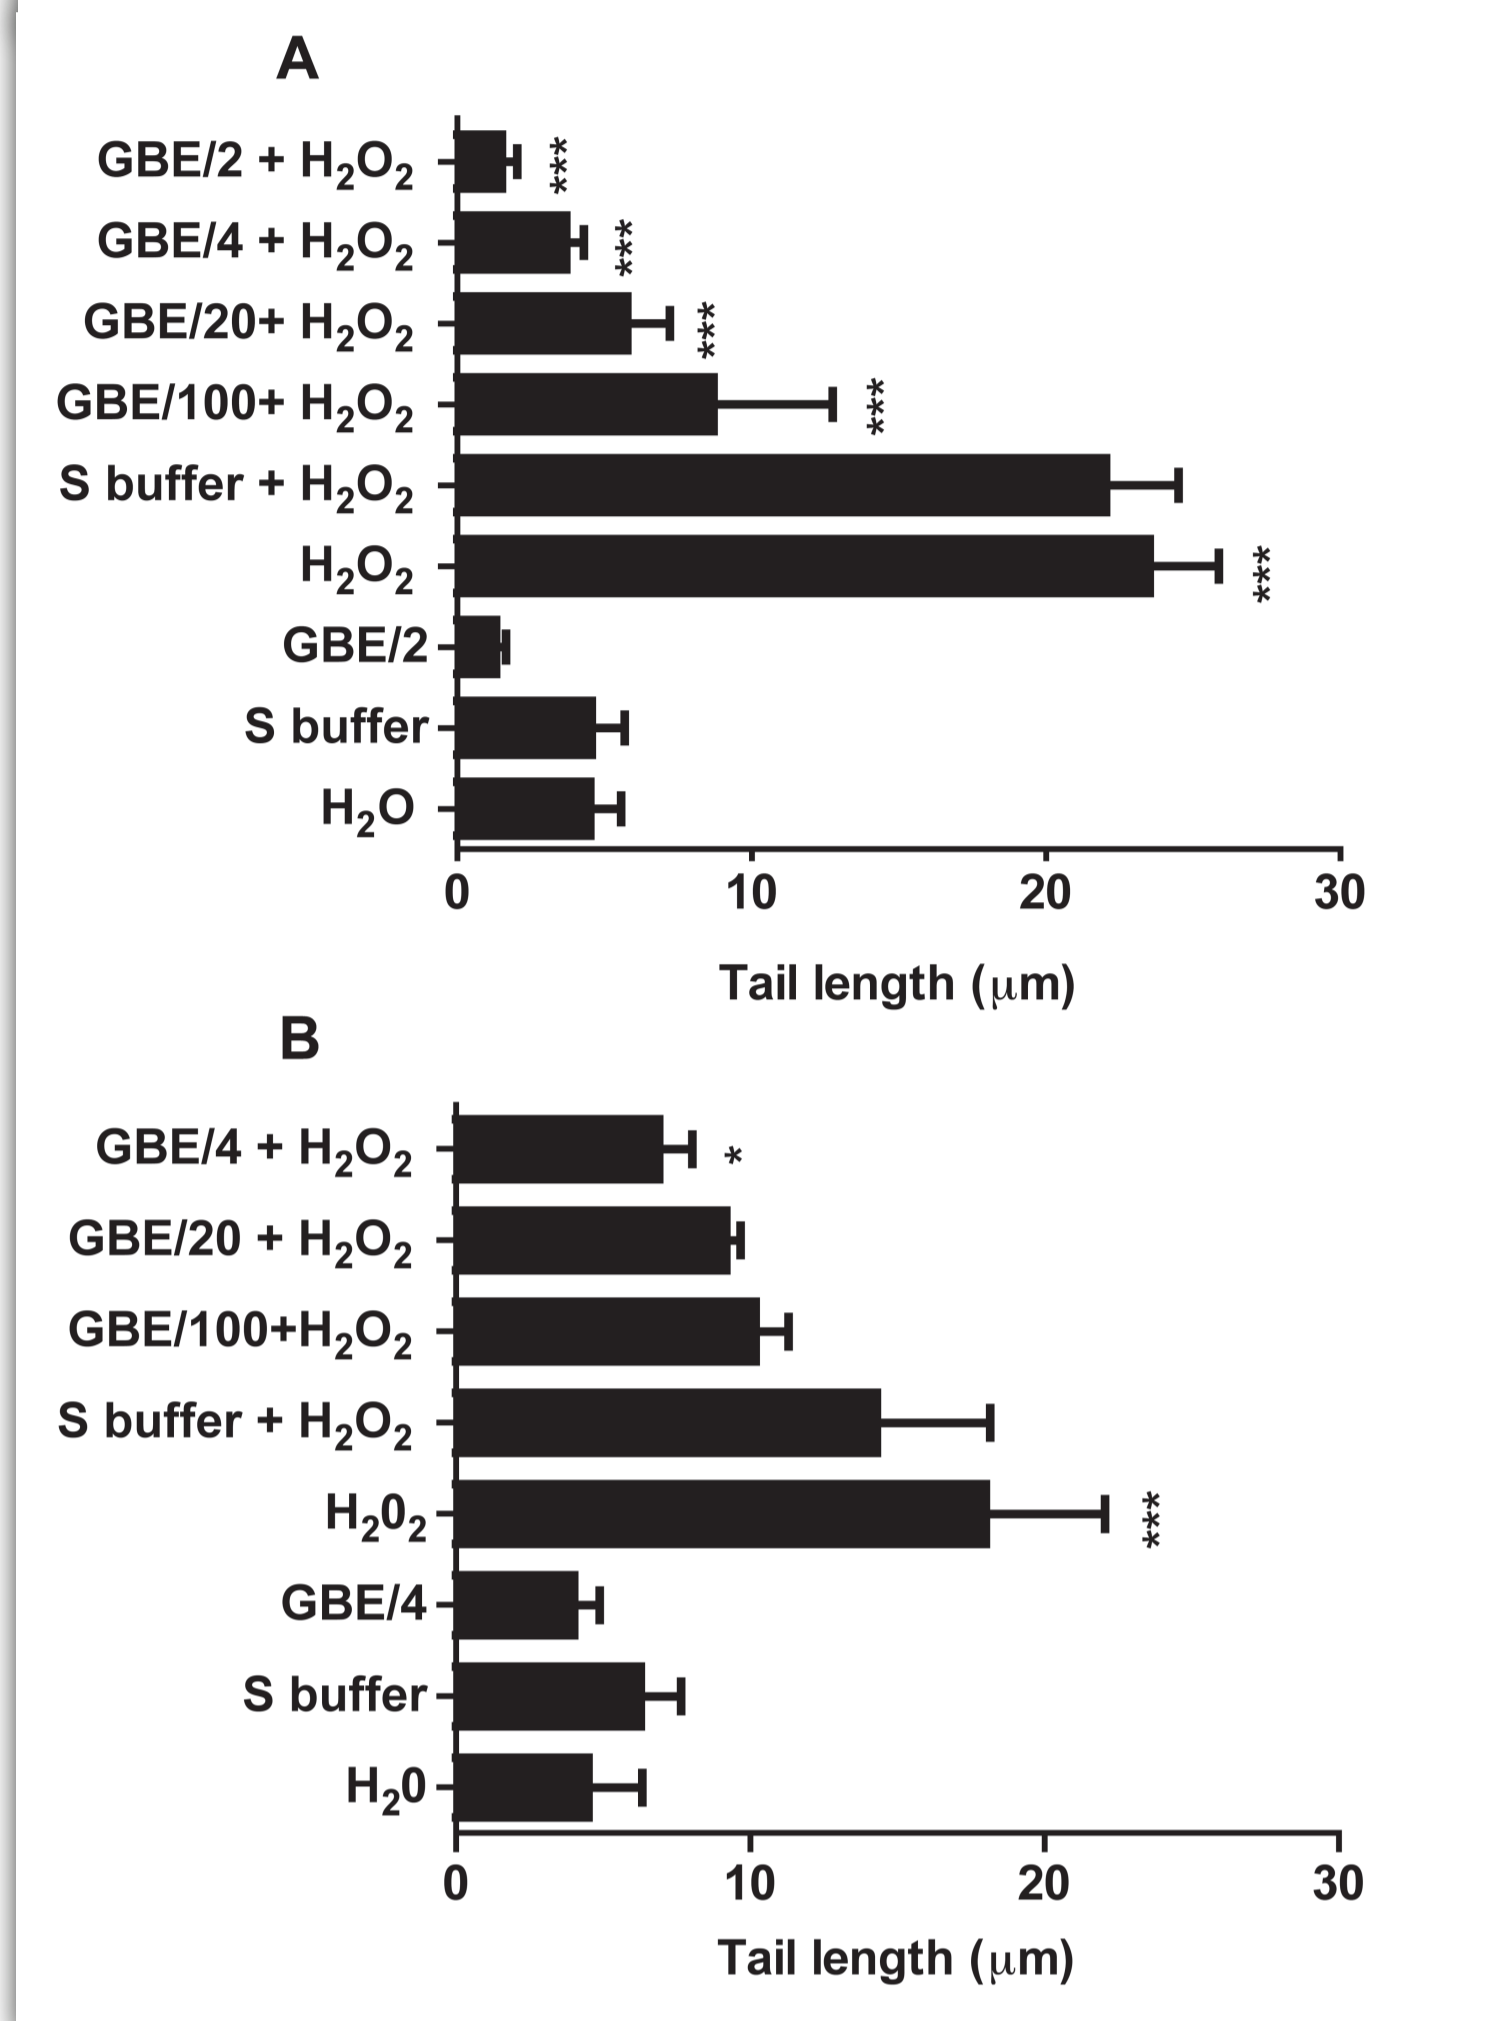 A
GBE/2 + H₂O₂ ***
GBE/4 + H₂O₂ ***
GBE/20+ H₂O₂ ***
GBE/100+ H₂O₂ ***
S buffer + H₂O₂
H₂O₂ ***
GBE/2
S buffer
H₂O
0 10 20 30
Tail length (μm)
B
GBE/4 + H₂O₂ *
GBE/20 + H₂O₂
GBE/100+H₂O₂
S buffer + H₂O₂
H₂0₂ ***
GBE/4
S buffer
H₂0
0 10 20 30
Tail length (μm)